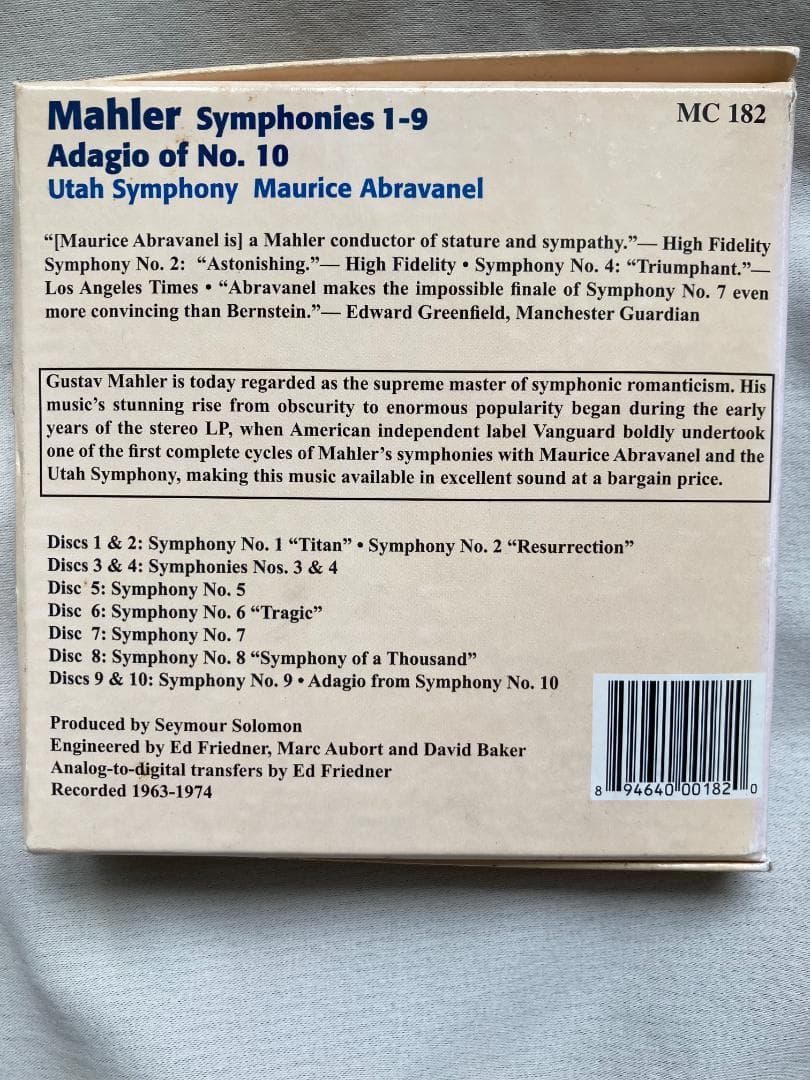 Mahler Symphonies 1-9
MC 182
Adagio of No. 10
Utah Symphony Maurice Abravanel
“[Maurice Abravanel is] a Mahler conductor of stature and sympathy.”— High Fidelity
Symphony No. 2: “Astonishing.”— High Fidelity • Symphony No. 4: “Triumphant.”—
Los Angeles Times • “Abravanel makes the impossible finale of Symphony No. 7 even
more convincing than Bernstein.”— Edward Greenfield, Manchester Guardian
Gustav Mahler is today regarded as the supreme master of symphonic romanticism. His
music’s stunning rise from obscurity to enormous popularity began during the early
years of the stereo LP, when American independent label Vanguard boldly undertook
one of the first complete cycles of Mahler’s symphonies with Maurice Abravanel and the
Utah Symphony, making this music available in excellent sound at a bargain price.
Discs 1 & 2: Symphony No. 1 “Titan” • Symphony No. 2 “Resurrection”
Discs 3 & 4: Symphonies Nos. 3 & 4
Disc 5: Symphony No. 5
Disc 6: Symphony No. 6 “Tragic”
Disc 7: Symphony No. 7
Disc 8: Symphony No. 8 “Symphony of a Thousand”
Discs 9 & 10: Symphony No. 9 • Adagio from Symphony No. 10
Produced by Seymour Solomon
Engineered by Ed Friedner, Marc Aubort and David Baker
Analog-to-digital transfers by Ed Friedner
Recorded 1963-1974
8 94640 00182 0